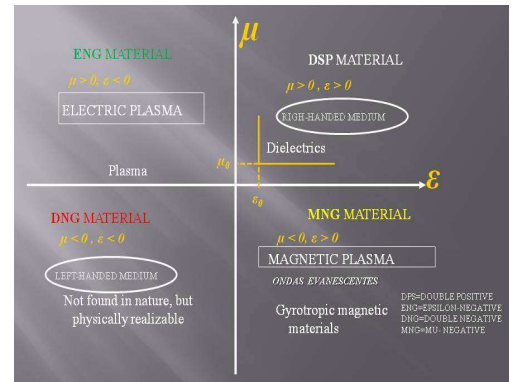 μ
ENG MATERIAL
μ > 0, ε < 0
ELECTRIC PLASMA
Plasma
DSP MATERIAL
μ > 0 , ε > 0
RIGH-HANDED MEDIUM
Dielectrics
μ₀
ε₀
ε
DNG MATERIAL
μ < 0 , ε < 0
LEFT-HANDED MEDIUM
Not found in nature, but
physically realizable
MNG MATERIAL
μ < 0, ε > 0
MAGNETIC PLASMA
ONDAS EVANESCENTES
Gyrotropic magnetic
materials
DPS=DOUBLE POSITIVE
ENG=EPSILON-NEGATIVE
DNG=DOUBLE NEGATIVE
MNG=MU- NEGATIVE